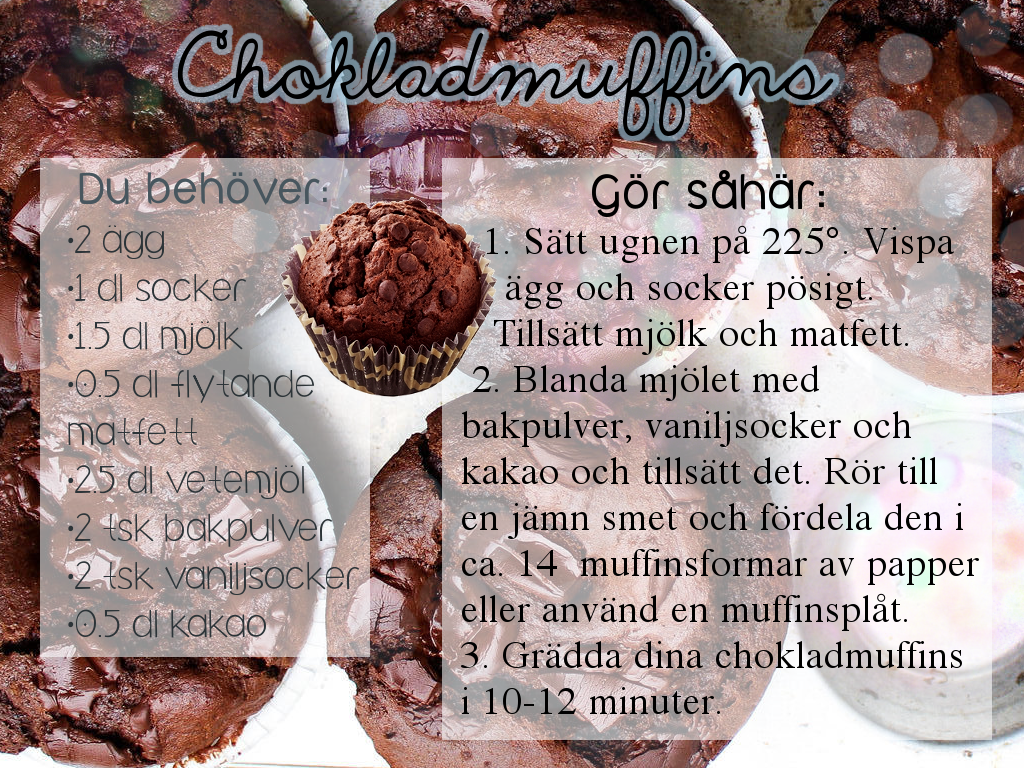 Chokladmuffins
Du behöver:
•2 ägg
•1 dl socker
•1.5 dl mjölk
•0.5 dl flytande
matfett
•2.5 dl vetemjöl
•2 tsk bakpulver
•2 tsk vaniljsocker
•0.5 dl kakao
Gör såhär:
1. Sätt ugnen på 225°. Vispa
ägg och socker pösigt.
Tillsätt mjölk och matfett.
2. Blanda mjölet med
bakpulver, vaniljsocker och
kakao och tillsätt det. Rör till
en jämn smet och fördela den i
ca. 14 muffinsformar av papper
eller använd en muffinsplåt.
3. Grädda dina chokladmuffins
i 10-12 minuter.